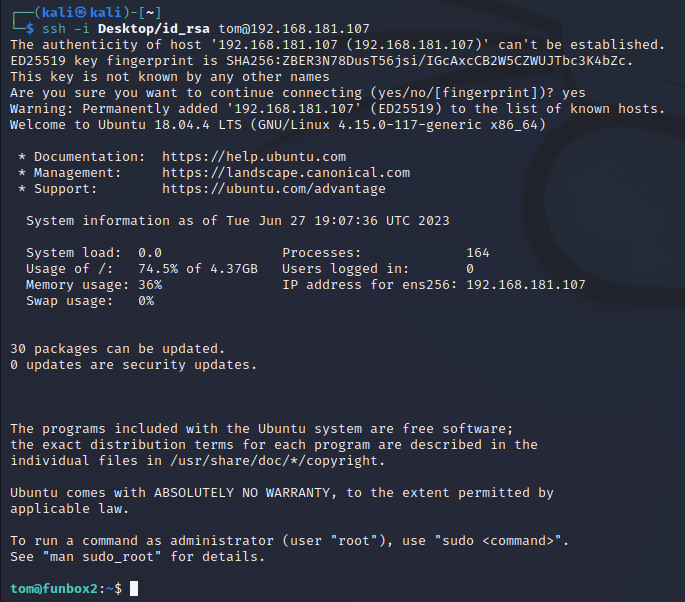 ┌──(kali㉿kali)-[~]
└─$ ssh -i Desktop/id_rsa tom@192.168.181.107
The authenticity of host '192.168.181.107 (192.168.181.107)' can't be established.
ED25519 key fingerprint is SHA256:ZBER3N78DusT56jsi/IGcAxcCB2W5CZWUJTbc3K4bZc.
This key is not known by any other names
Are you sure you want to continue connecting (yes/no/[fingerprint])? yes
Warning: Permanently added '192.168.181.107' (ED25519) to the list of known hosts.
Welcome to Ubuntu 18.04.4 LTS (GNU/Linux 4.15.0-117-generic x86_64)

 * Documentation:  https://help.ubuntu.com
 * Management:     https://landscape.canonical.com
 * Support:        https://ubuntu.com/advantage

  System information as of Tue Jun 27 19:07:36 UTC 2023

  System load:  0.0               Processes:             164
  Usage of /:   74.5% of 4.37GB   Users logged in:       0
  Memory usage: 36%               IP address for ens256: 192.168.181.107
  Swap usage:   0%

30 packages can be updated.
0 updates are security updates.

The programs included with the Ubuntu system are free software;
the exact distribution terms for each program are described in the
individual files in /usr/share/doc/*/copyright.

Ubuntu comes with ABSOLUTELY NO WARRANTY, to the extent permitted by
applicable law.

To run a command as administrator (user "root"), use "sudo <command>".
See "man sudo_root" for details.

tom@funbox2:~$